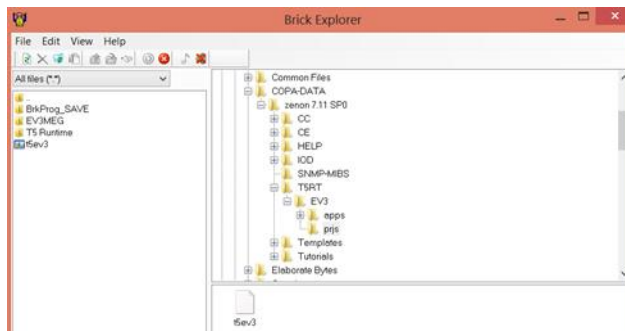 Brick Explorer
File Edit View Help
All files (*.*)
..
BrkProg_SAVE
EV3MEG
T5 Runtime
t5ev3
Common Files
COPA-DATA
zenon 7.11 SP0
CC
CE
HELP
IOD
SNMP-MIBS
T5RT
EV3
apps
prjs
Templates
Tutorials
Elaborate Bytes
t5ev3